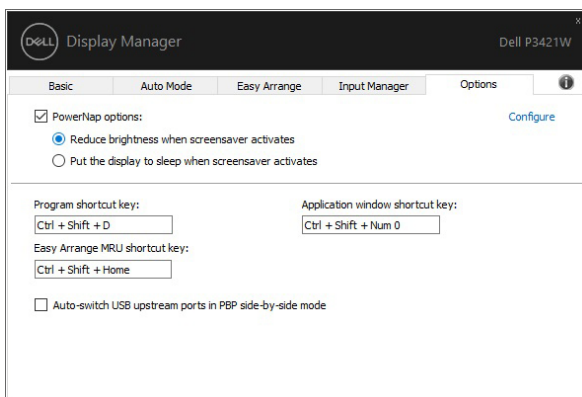 x
DELL Display Manager Dell P3421W
Basic Auto Mode Easy Arrange Input Manager Options i
PowerNap options: Configure
Reduce brightness when screensaver activates
Put the display to sleep when screensaver activates
Program shortcut key: Application window shortcut key:
Ctrl + Shift + D Ctrl + Shift + Num 0
Easy Arrange MRU shortcut key:
Ctrl + Shift + Home
Auto-switch USB upstream ports in PBP side-by-side mode